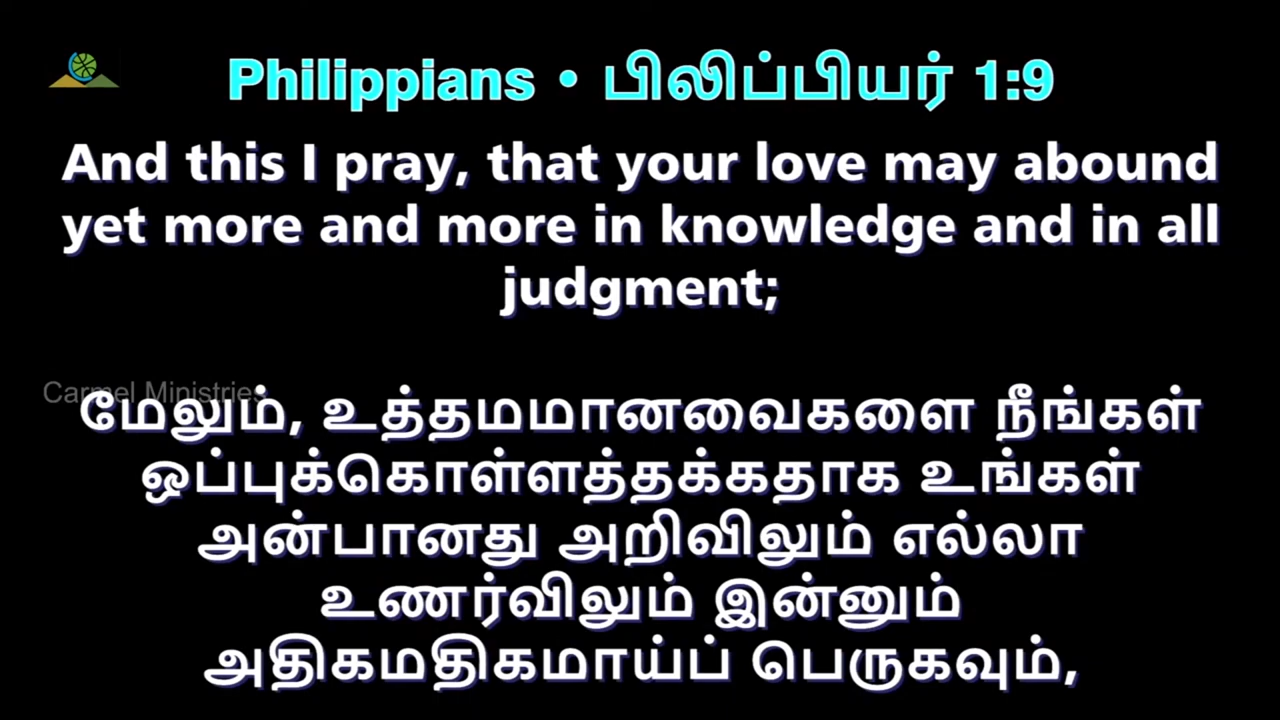 Philippians • பிலிப்பியர் 1:9
And this I pray, that your love may abound
yet more and more in knowledge and in all
judgment;
Carmel Ministries
மேலும், உத்தமமானவைகளை நீங்கள்
ஒப்புக்கொள்ளத்தக்கதாக உங்கள்
அன்பானது அறிவிலும் எல்லா
உணர்விலும் இன்னும்
அதிகமதிகமாய்ப் பெருகவும்,